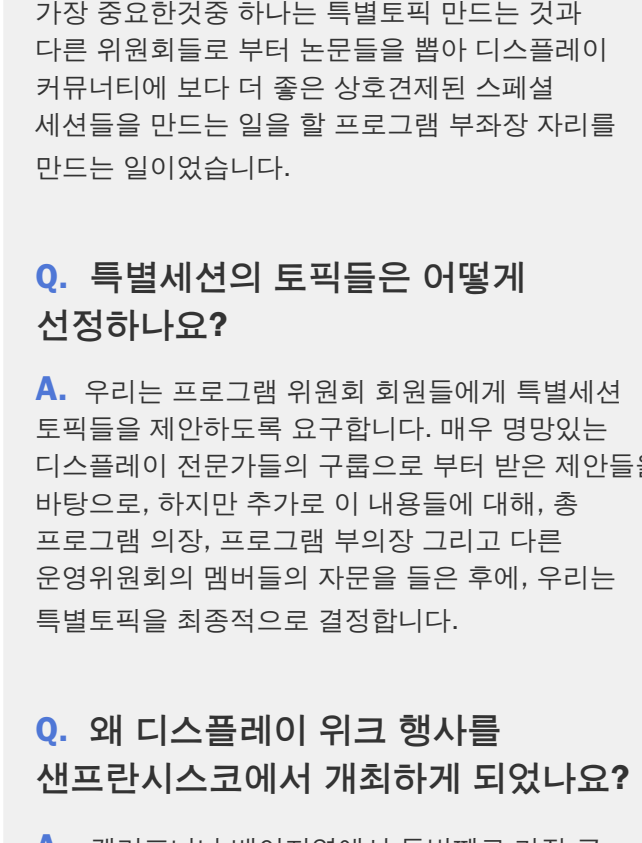 가장 중요한것중 하나는 특별토픽 만드는 것과
다른 위원회들로 부터 논문들을 뽑아 디스플레이
커뮤너티에 보다 더 좋은 상호견제된 스페셜
세션들을 만드는 일을 할 프로그램 부좌장 자리를
만드는 일이었습니다.
Q. 특별세션의 토픽들은 어떻게
선정하나요?
A. 우리는 프로그램 위원회 회원들에게 특별세션
토픽들을 제안하도록 요구합니다. 매우 명망있는
디스플레이 전문가들의 구룹으로 부터 받은 제안들을
바탕으로, 하지만 추가로 이 내용들에 대해, 총
프로그램 의장, 프로그램 부의장 그리고 다른
운영위원회의 멤버들의 자문을 들은 후에, 우리는
특별토픽을 최종적으로 결정합니다.
Q. 왜 디스플레이 위크 행사를
샌프란시스코에서 개최하게 되었나요?